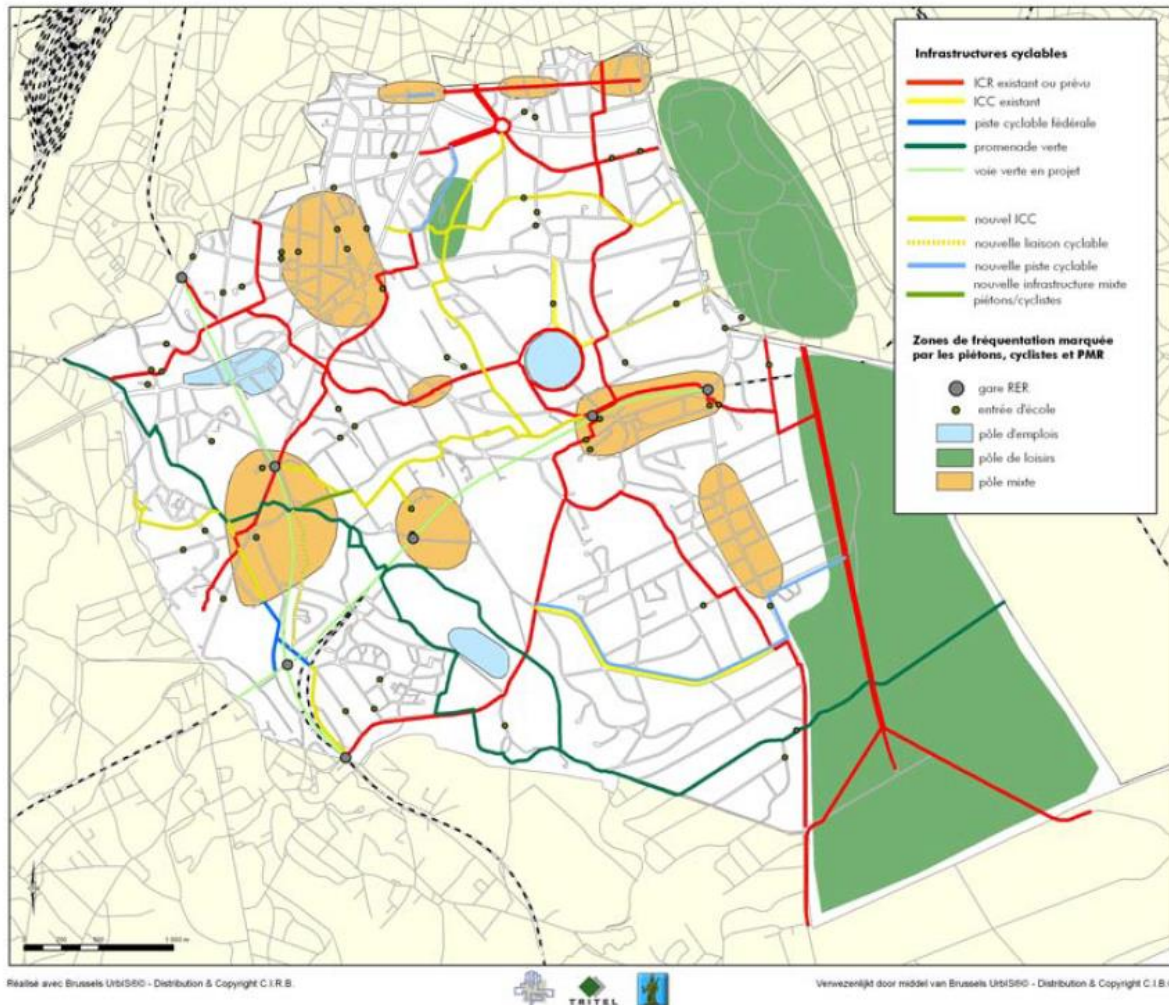 Infrastructures cyclables
ICR existant ou prévu
ICC existant
piste cyclable fédérale
promenade verte
voie verte en projet
nouvel ICC
nouvelle liaison cyclable
nouvelle piste cyclable
nouvelle infrastructure mixte
piétons/cyclistes
Zones de fréquentation marquée
par les piétons, cyclistes et PMR
gare RER
entrée d'école
pôle d'emplois
pôle de loisirs
pôle mixte
Réalisé avec Brussels UrbIS®© - Distribution & Copyright C.I.R.B.
TRITEL
Verwezenlijkt door middel van Brussels UrbIS®© - Distribution & Copyright C.I.B.